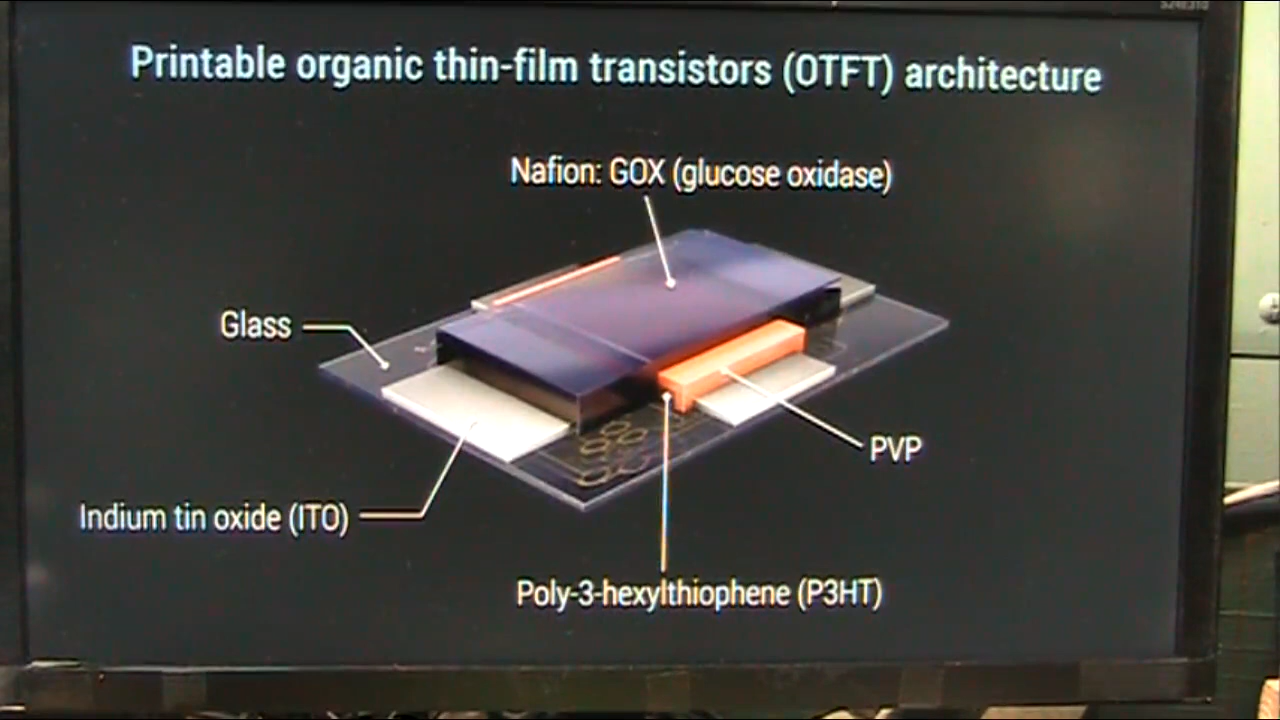 Printable organic thin-film transistors (OTFT) architecture
Nafion: GOX (glucose oxidase)
Glass
PVP
Indium tin oxide (ITO)
Poly-3-hexylthiophene (P3HT)